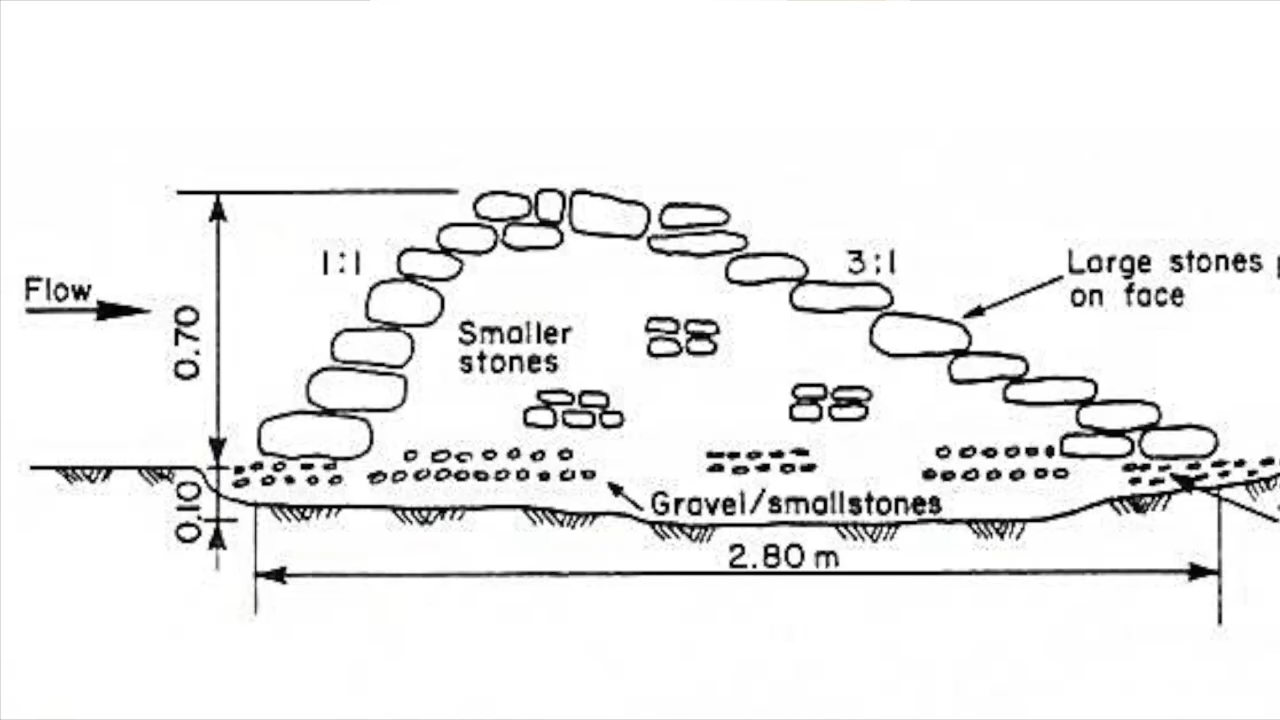 1:1
3:1
Large stones
on face
Flow
0.70
Smaller
stones
0.10
Gravel/smallstones
2.80 m